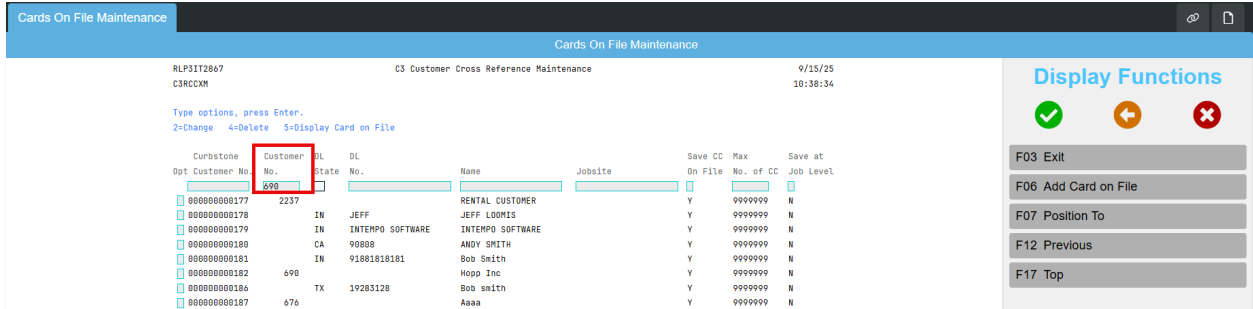 Cards On File Maintenance
Cards On File Maintenance
RLP3IT2867 C3 Customer Cross Reference Maintenance 9/15/25
C3RCCXM 10:38:34
Type options, press Enter.
2=Change 4=Delete 5=Display Card on File
Curbstone Customer DL DL Save CC Max Save at
Opt Customer No. No. State No. Name Jobsite On File No. of CC Job Level
690
000000000177 2237 RENTAL CUSTOMER Y 9999999 N
000000000178 IN JEFF JEFF LOOMIS Y 9999999 N
000000000179 IN INTEMPO SOFTWARE INTEMPO SOFTWARE Y 9999999 N
000000000180 CA 90808 ANDY SMITH Y 9999999 N
000000000181 IN 91881818181 Bob Smith Y 9999999 N
000000000182 690 Hopp Inc Y 9999999 N
000000000186 TX 19283128 Bob smith Y 9999999 N
000000000187 676 Aaaa Y 9999999 N
Display Functions
F03 Exit
F06 Add Card on File
F07 Position To
F12 Previous
F17 Top